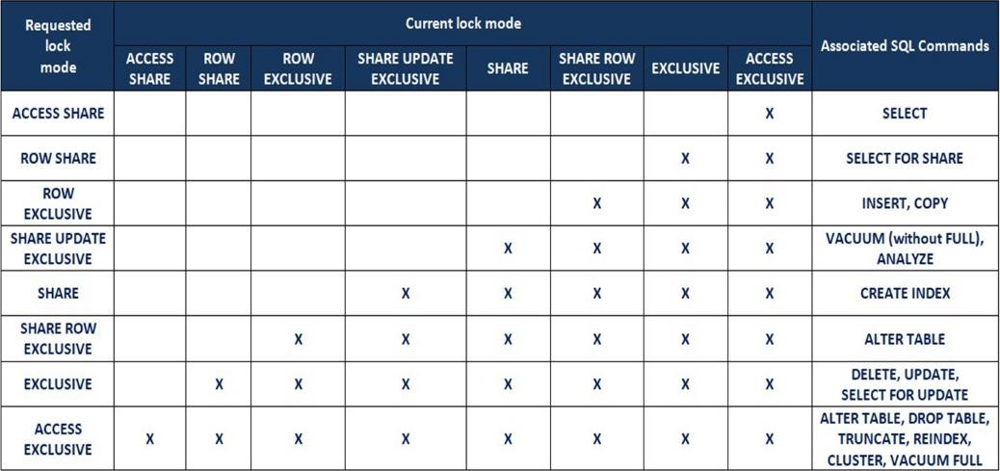 Requested
lock
mode
Current lock mode
Associated SQL Commands
ACCESS
SHARE
ROW
SHARE
ROW
EXCLUSIVE
SHARE UPDATE
EXCLUSIVE
SHARE
SHARE ROW
EXCLUSIVE
EXCLUSIVE
ACCESS
EXCLUSIVE
ACCESS SHARE
X
SELECT
ROW SHARE
X X
SELECT FOR SHARE
ROW
EXCLUSIVE
X X X
INSERT, COPY
SHARE UPDATE
EXCLUSIVE
X X X X
VACUUM (without FULL),
ANALYZE
SHARE
X X X X X
CREATE INDEX
SHARE ROW
EXCLUSIVE
X X X X X X
ALTER TABLE
EXCLUSIVE
X X X X X X X
DELETE, UPDATE,
SELECT FOR UPDATE
ACCESS
EXCLUSIVE
X X X X X X X X
ALTER TABLE, DROP TABLE,
TRUNCATE, REINDEX,
CLUSTER, VACUUM FULL